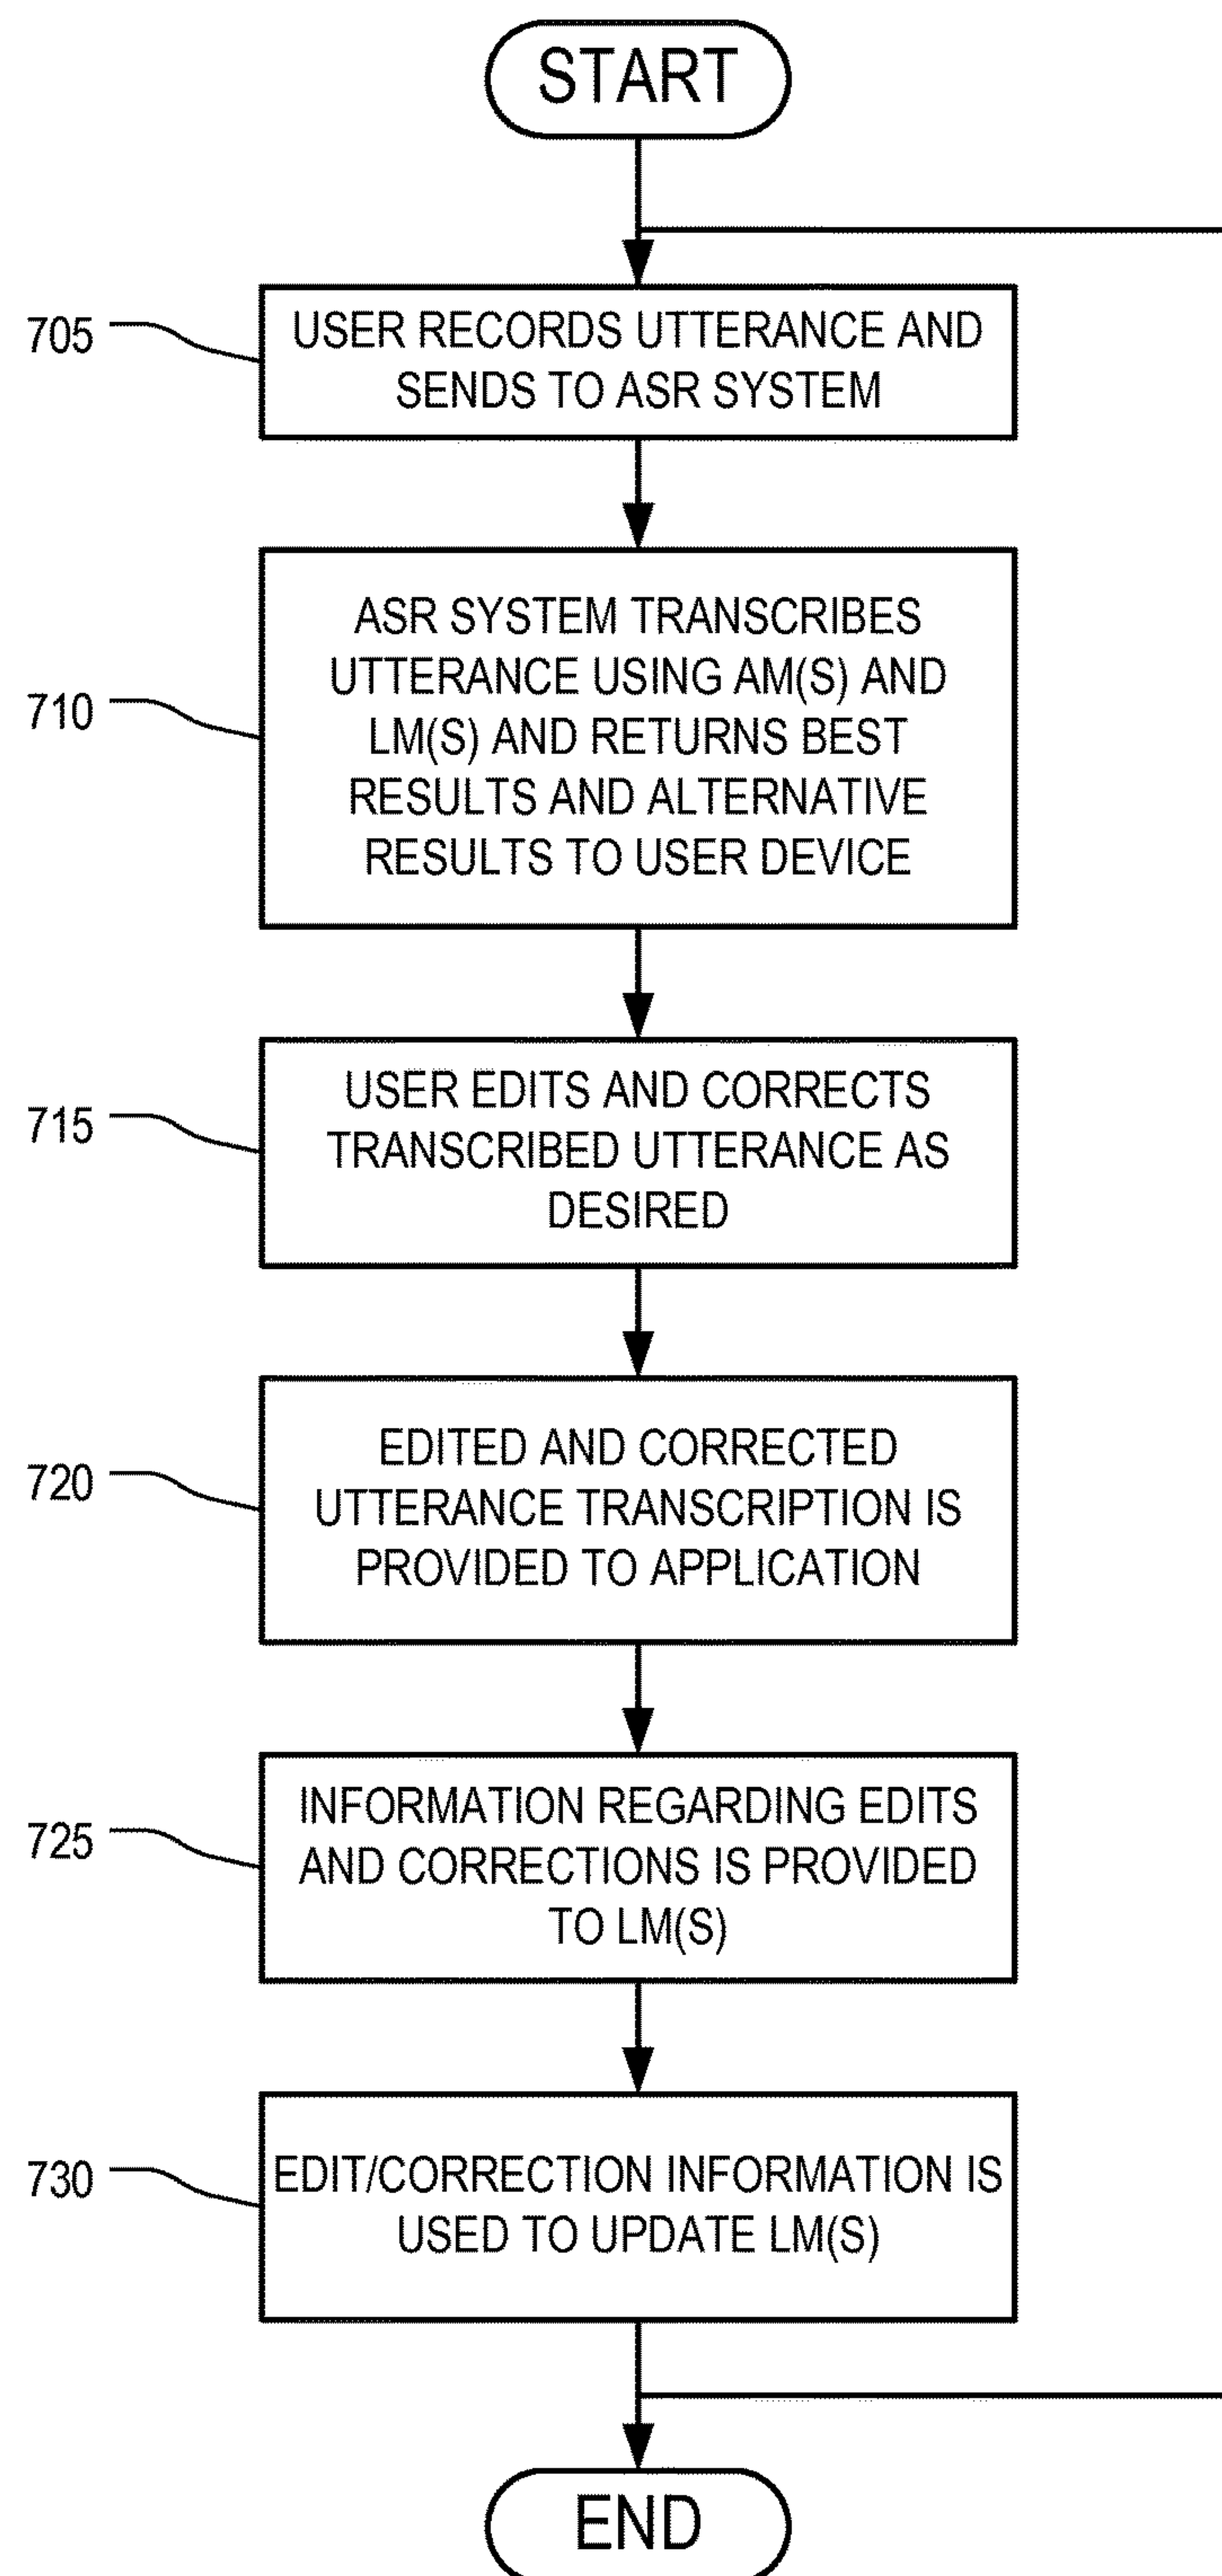 START
705
USER RECORDS UTTERANCE AND
SENDS TO ASR SYSTEM
710
ASR SYSTEM TRANSCRIBES
UTTERANCE USING AM(S) AND
LM(S) AND RETURNS BEST
RESULTS AND ALTERNATIVE
RESULTS TO USER DEVICE
715
USER EDITS AND CORRECTS
TRANSCRIBED UTTERANCE AS
DESIRED
720
EDITED AND CORRECTED
UTTERANCE TRANSCRIPTION IS
PROVIDED TO APPLICATION
725
INFORMATION REGARDING EDITS
AND CORRECTIONS IS PROVIDED
TO LM(S)
730
EDIT/CORRECTION INFORMATION IS
USED TO UPDATE LM(S)
END